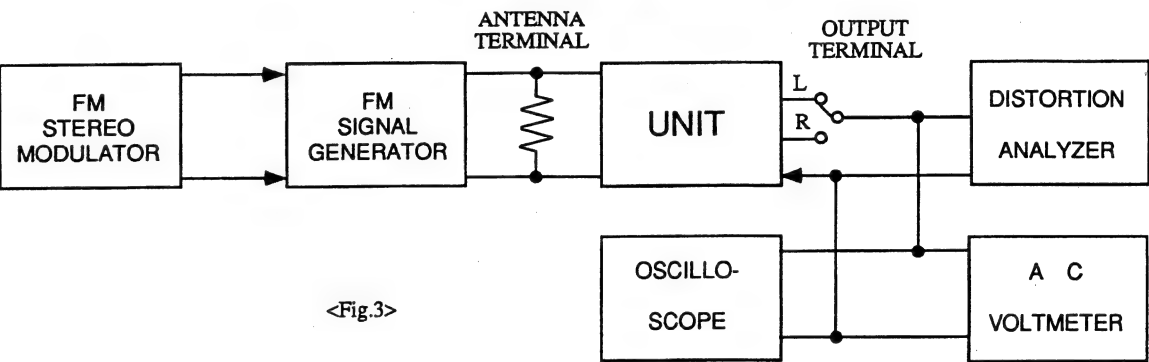 ANTENNA
TERMINAL
OUTPUT
TERMINAL
FM
STEREO
MODULATOR
FM
SIGNAL
GENERATOR
UNIT
L
R
DISTORTION
ANALYZER
OSCILLO-
SCOPE
A C
VOLTMETER
<Fig.3>